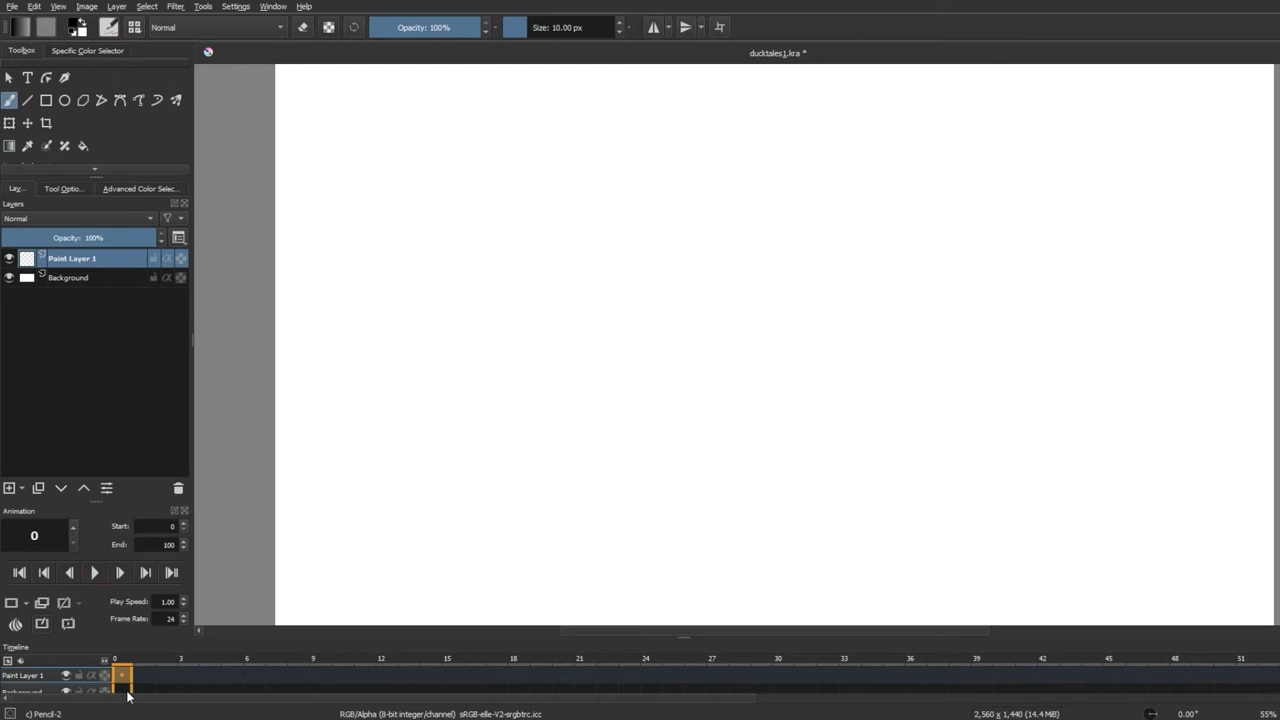 File Edit View Image Layer Select Filter Tools Settings Window Help
Normal Opacity: 100% Size: 10.00 px
Toolbox Specific Color Selector
ducktales1.kra *
Lay... Tool Optio... Advanced Color Selec...
Layers
Normal
Opacity: 100%
Paint Layer 1
Background
Animation
0 Start: 0
End: 100
Play Speed: 1.00
Frame Rate: 24
Timeline
0 3 6 9 12 15 18 21 24 27 30 33 36 39 42 45 48 51
Paint Layer 1
Background
c) Pencil-2 RGB/Alpha (8-bit integer/channel) sRGB-elle-V2-srgbtrc.icc 2,560 x 1,440 (14.4 MiB) 0.00° 55%